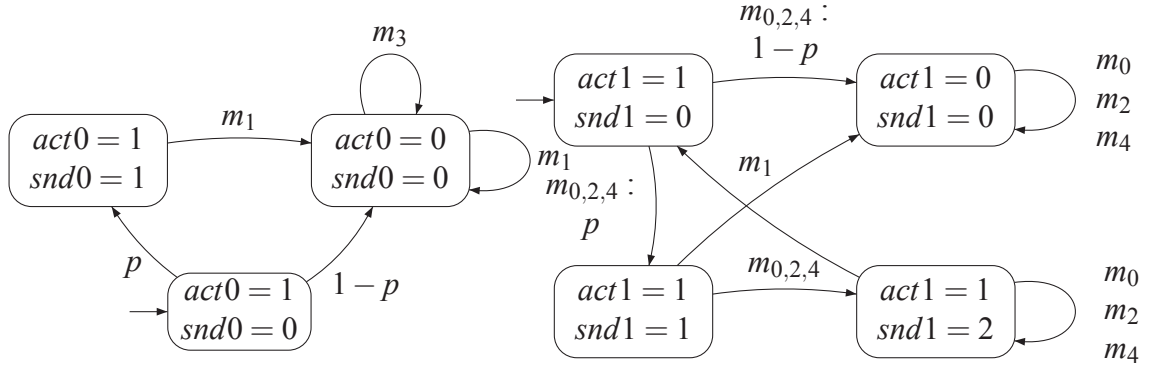 m3
m1
act0 = 1
snd0 = 1
act0 = 0
snd0 = 0
m1
p
1 − p
act0 = 1
snd0 = 0
m0,2,4 :
1 − p
act1 = 1
snd1 = 0
act1 = 0
snd1 = 0
m0
m2
m4
m0,2,4 :
p
m1
m0,2,4
act1 = 1
snd1 = 1
act1 = 1
snd1 = 2
m0
m2
m4